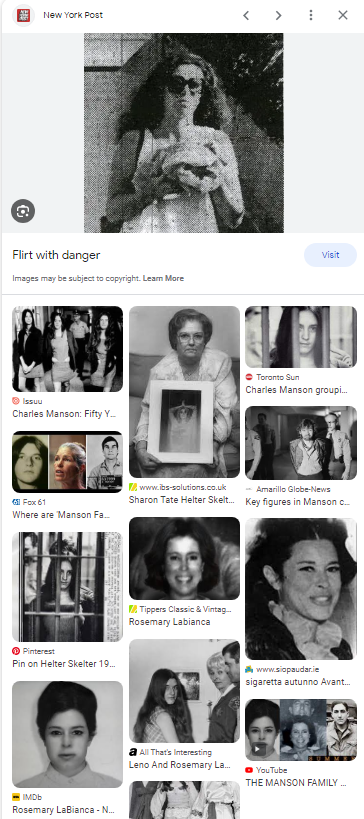 New York Post
Flirt with danger
Visit
Images may be subject to copyright. Learn More
Issuu
Charles Manson: Fifty Y...
Fox 61
Where are 'Manson Fa...
Pinterest
Pin on Helter Skelter 19...
IMDb
Rosemary LaBianca - N...
www.ibs-solutions.co.uk
Sharon Tate Helter Skelt...
Tippers Classic & Vintag...
Rosemary Labianca
All That's Interesting
Leno And Rosemary La...
Toronto Sun
Charles Manson groupi...
Amarillo Globe-News
Key figures in Manson c...
www.siopaudar.ie
sigaretta autunno Avant...
YouTube
THE MANSON FAMILY ...